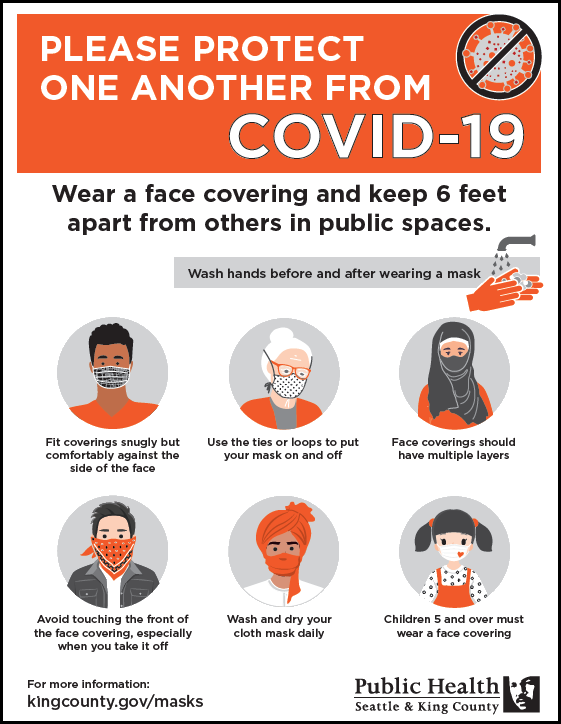 PLEASE PROTECT
ONE ANOTHER FROM
COVID-19
Wear a face covering and keep 6 feet
apart from others in public spaces.
Wash hands before and after wearing a mask
Fit coverings snugly but
comfortably against the
side of the face
Use the ties or loops to put
your mask on and off
Face coverings should
have multiple layers
Avoid touching the front of
the face covering, especially
when you take it off
Wash and dry your
cloth mask daily
Children 5 and over must
wear a face covering
For more information:
kingcounty.gov/masks
Public Health
Seattle & King County